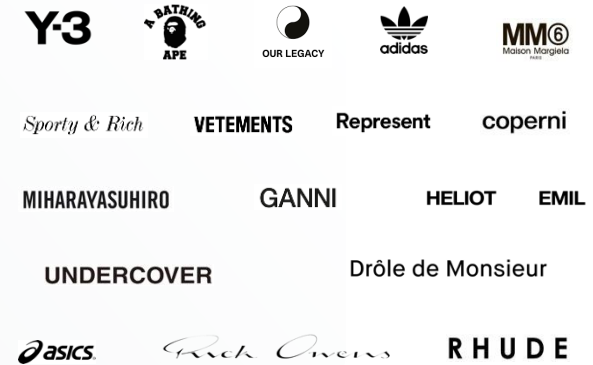 Y-3
A BATHING
APE
OUR LEGACY
adidas
MM6
Maison Margiela
PARIS
Sporty & Rich
VETEMENTS
Represent
coperni
MIHARAYASUHIRO
GANNI
HELIOT
EMIL
UNDERCOVER
Drôle de Monsieur
asics
Rick Owens
RHUDE